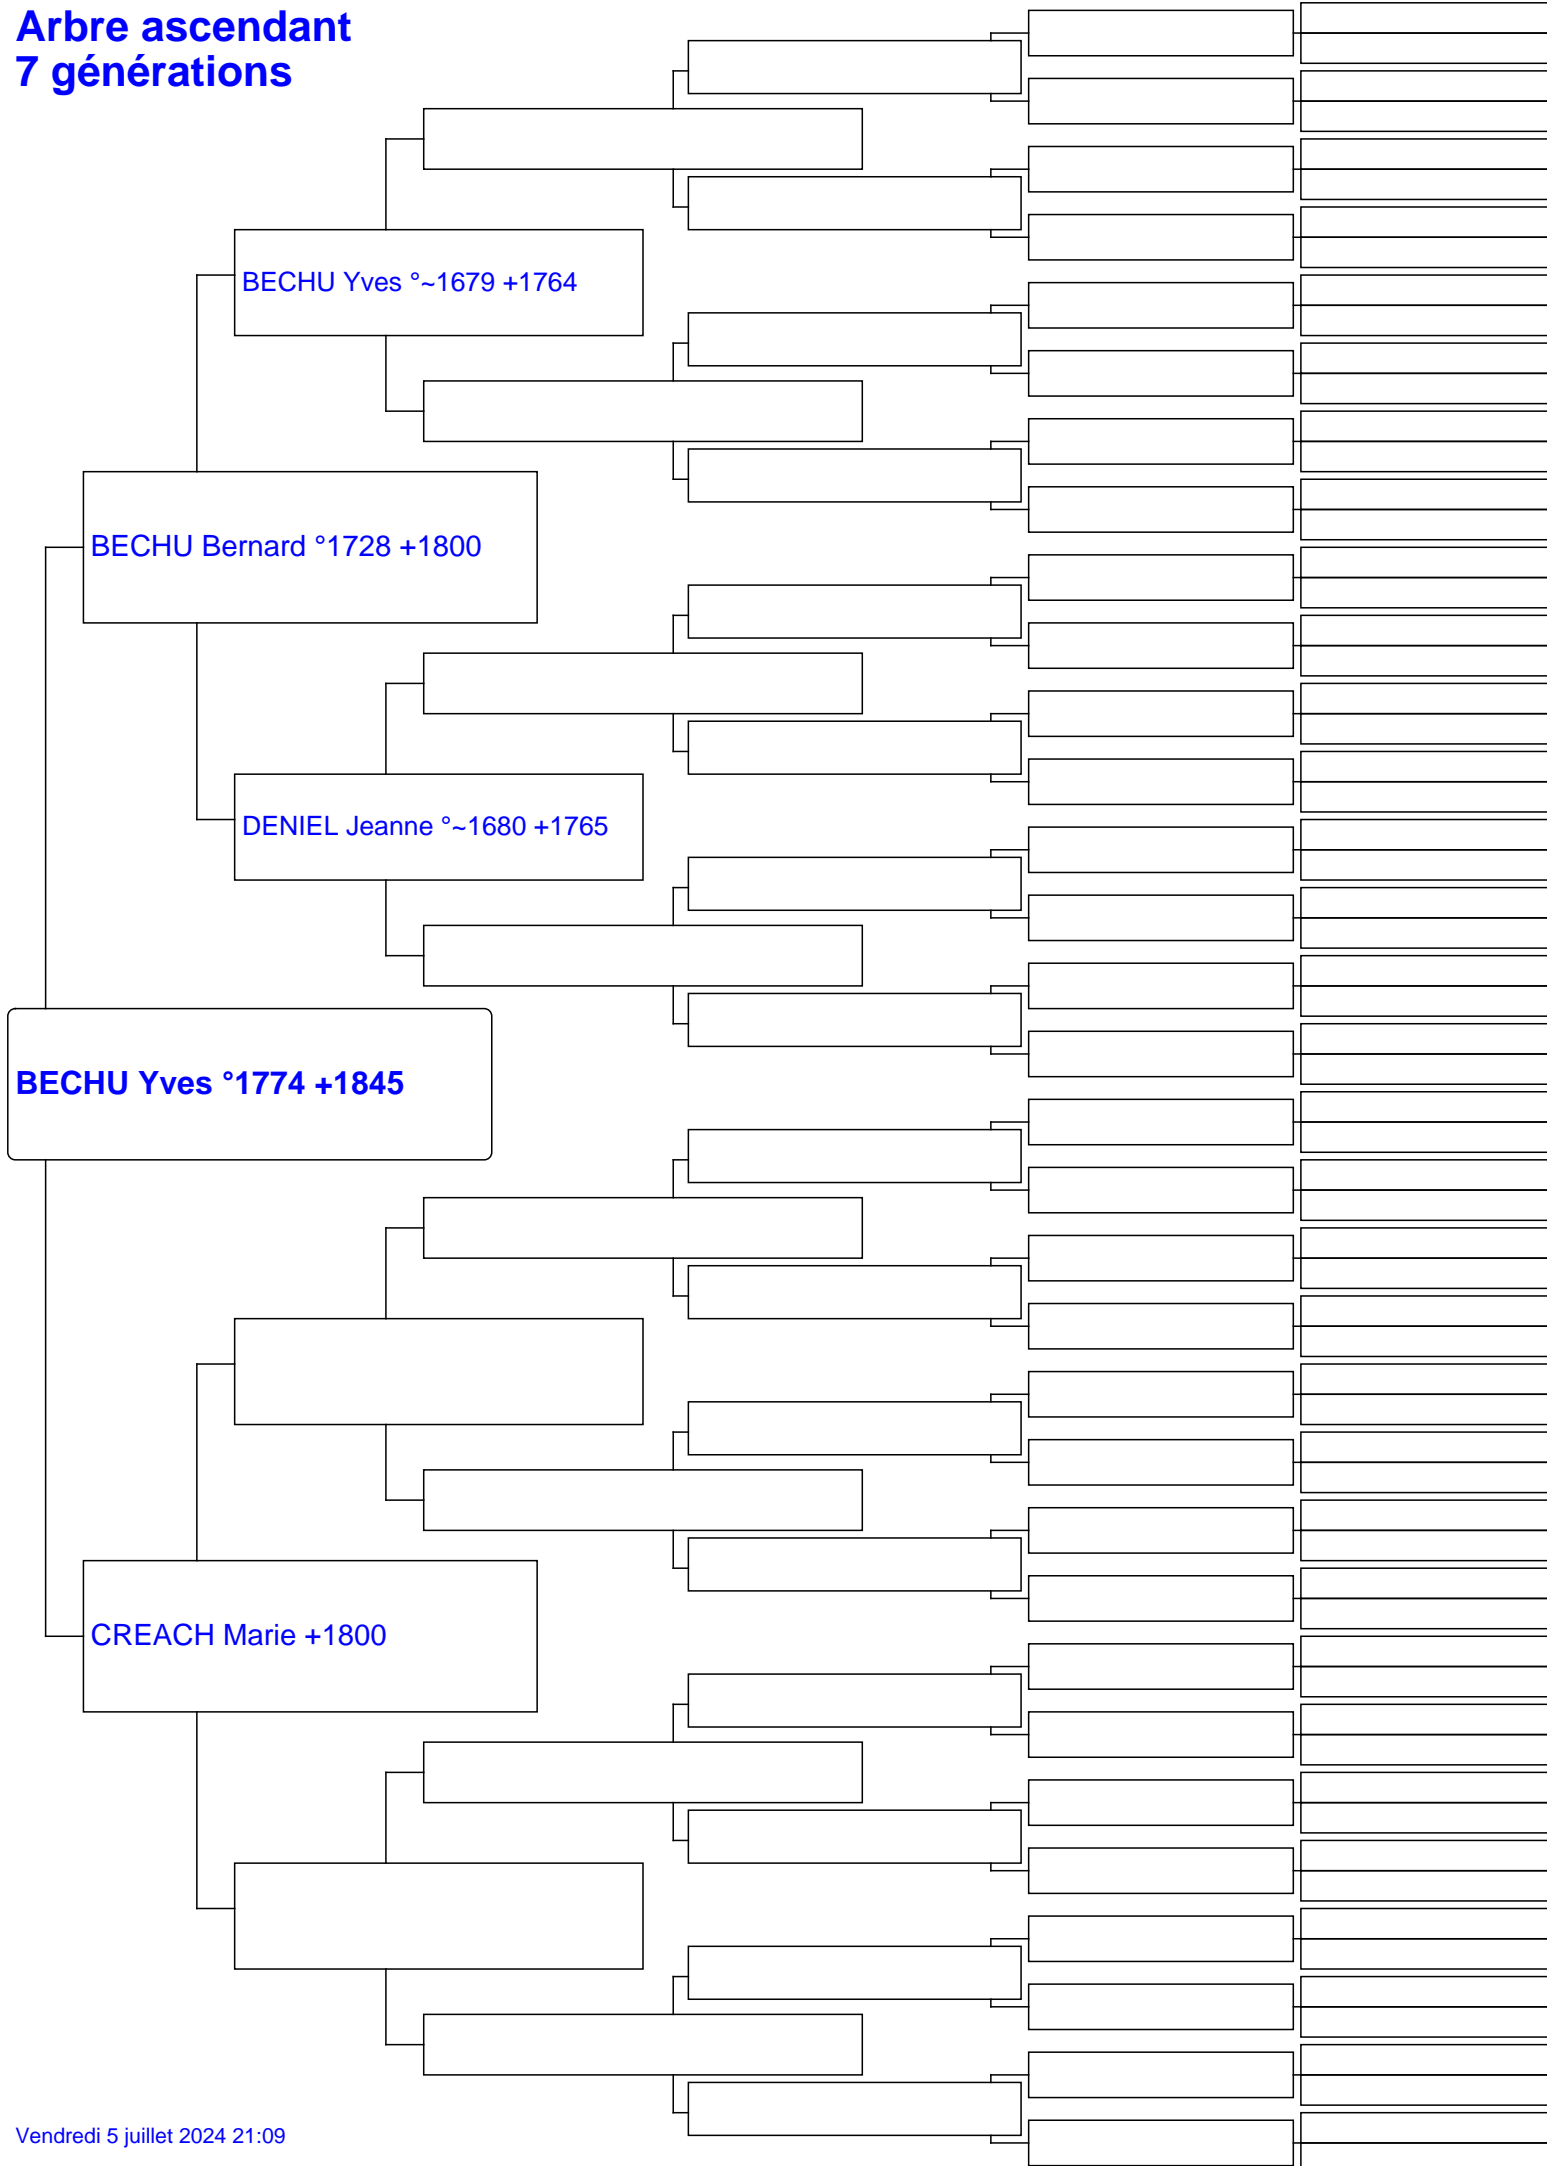 Arbre ascendant
7 générations
BECHU Yves °~1679 +1764
BECHU Bernard °1728 +1800
DENIEL Jeanne °~1680 +1765
BECHU Yves °1774 +1845
CREACH Marie +1800
Vendredi 5 juillet 2024 21:09